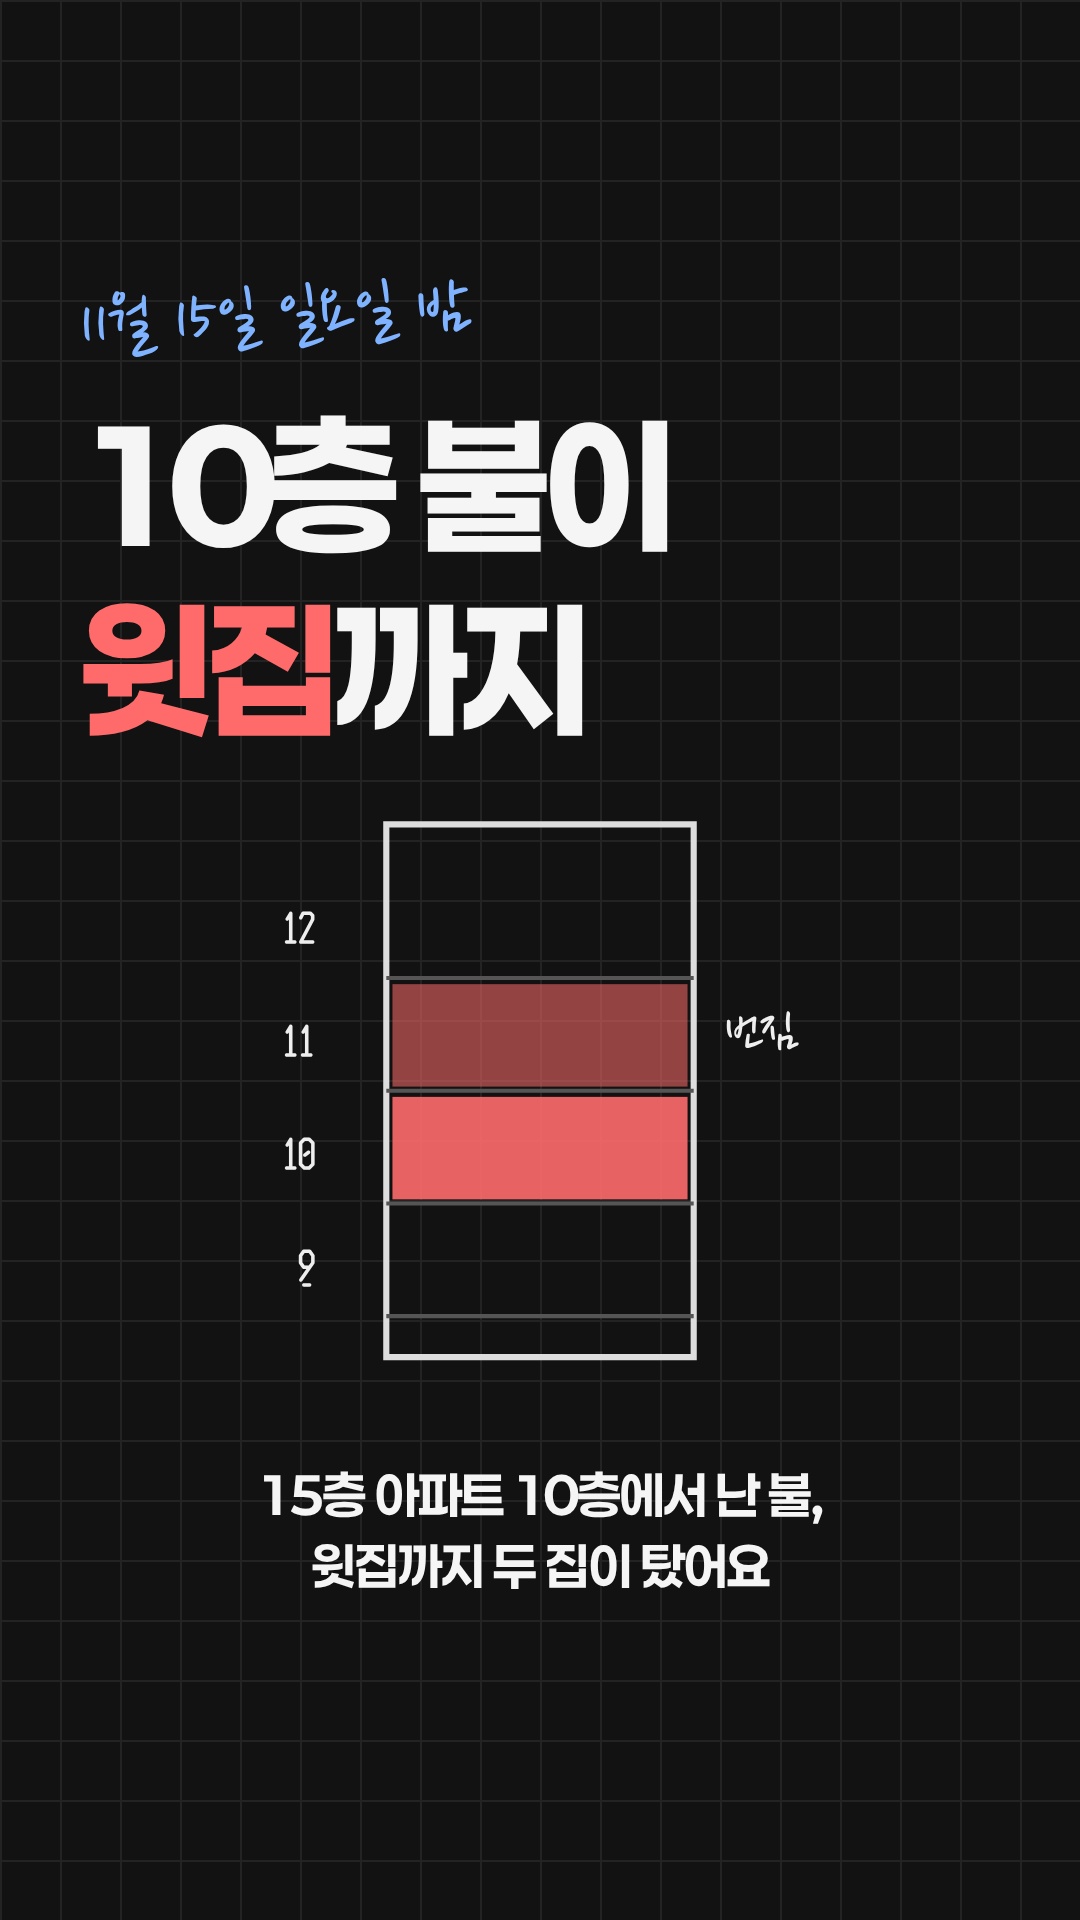 11월 15일 일요일 밤
10층 불이
윗집까지
12
11
번짐
10
9
15층 아파트 10층에서 난 불,
윗집까지 두 집이 탔어요